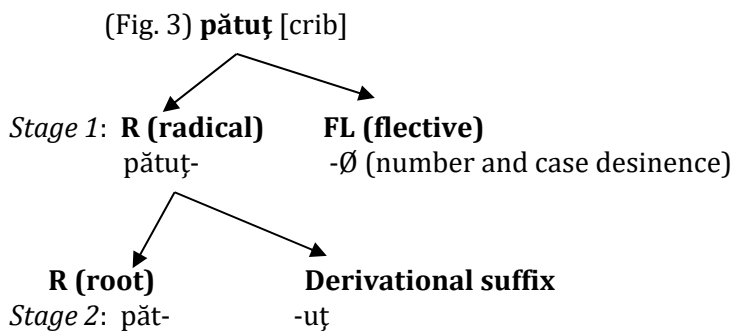 (Fig. 3) pătuţ [crib]
Stage 1: R (radical) FL (flective)
pătuţ- -Ø (number and case desinence)
R (root) Derivational suffix
Stage 2: păt- -uţ